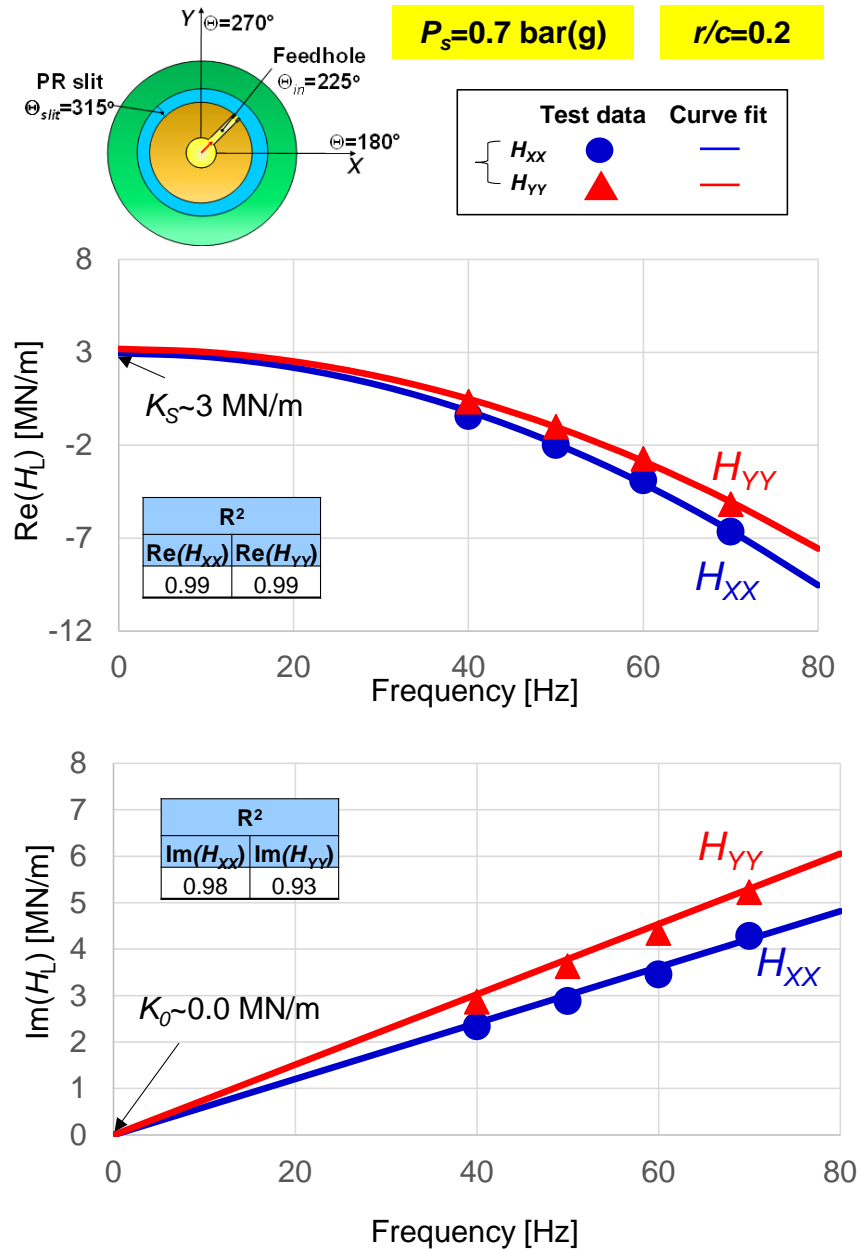 Y
Θ=270°
Feedhole
Θin=225°
PR slit
Θslit=315°
Θ=180°
X
Ps=0.7 bar(g)
r/c=0.2
Test data Curve fit
HXX
HYY
8
3
-2
-7
-12
Re(HL) [MN/m]
KS~3 MN/m
R²
Re(HXX) Re(HYY)
0.99 0.99
HYY
HXX
0 20 40 60 80
Frequency [Hz]
8
7
6
5
4
3
2
1
0
Im(HL) [MN/m]
R²
Im(HXX) Im(HYY)
0.98 0.93
HYY
HXX
K0~0.0 MN/m
0 20 40 60 80
Frequency [Hz]